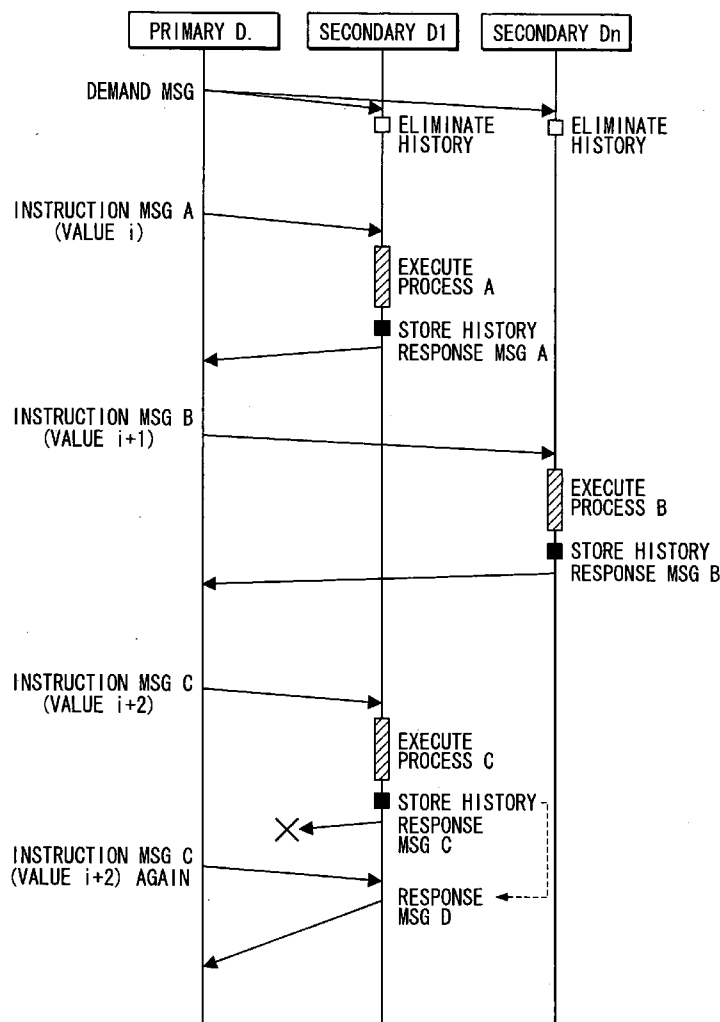 PRIMARY D.
SECONDARY D1
SECONDARY Dn
DEMAND MSG
ELIMINATE
HISTORY
ELIMINATE
HISTORY
INSTRUCTION MSG A
(VALUE i)
EXECUTE
PROCESS A
STORE HISTORY
RESPONSE MSG A
INSTRUCTION MSG B
(VALUE i+1)
EXECUTE
PROCESS B
STORE HISTORY
RESPONSE MSG B
INSTRUCTION MSG C
(VALUE i+2)
EXECUTE
PROCESS C
STORE HISTORY
RESPONSE
MSG C
INSTRUCTION MSG C
(VALUE i+2) AGAIN
RESPONSE
MSG D